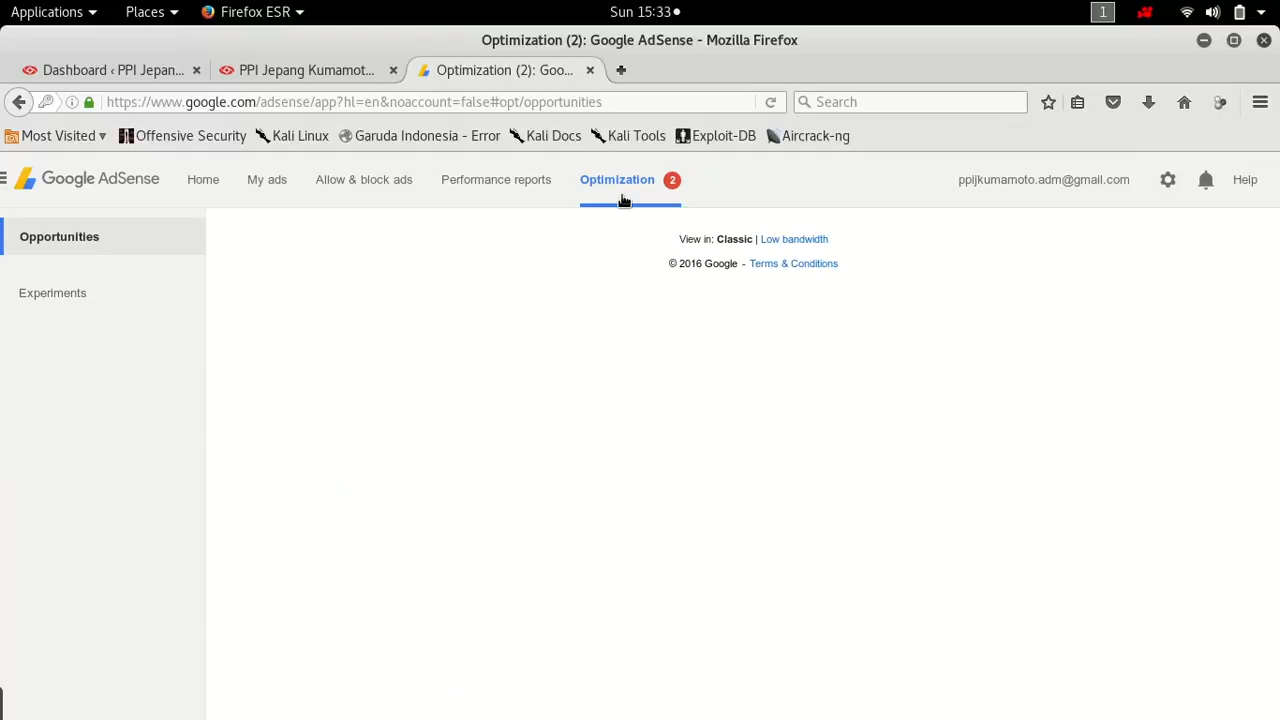 Applications Places Firefox ESR Sun 15:33 1
Optimization (2): Google AdSense - Mozilla Firefox
Dashboard ‹ PPI Jepan... PPI Jepang Kumamot... Optimization (2): Goo...
https://www.google.com/adsense/app?hl=en&noaccount=false#opt/opportunities Search
Most Visited Offensive Security Kali Linux Garuda Indonesia - Error Kali Docs Kali Tools Exploit-DB Aircrack-ng
Google AdSense Home My ads Allow & block ads Performance reports Optimization 2 ppijkumamoto.adm@gmail.com Help
Opportunities
Experiments
View in: Classic | Low bandwidth
© 2016 Google - Terms & Conditions